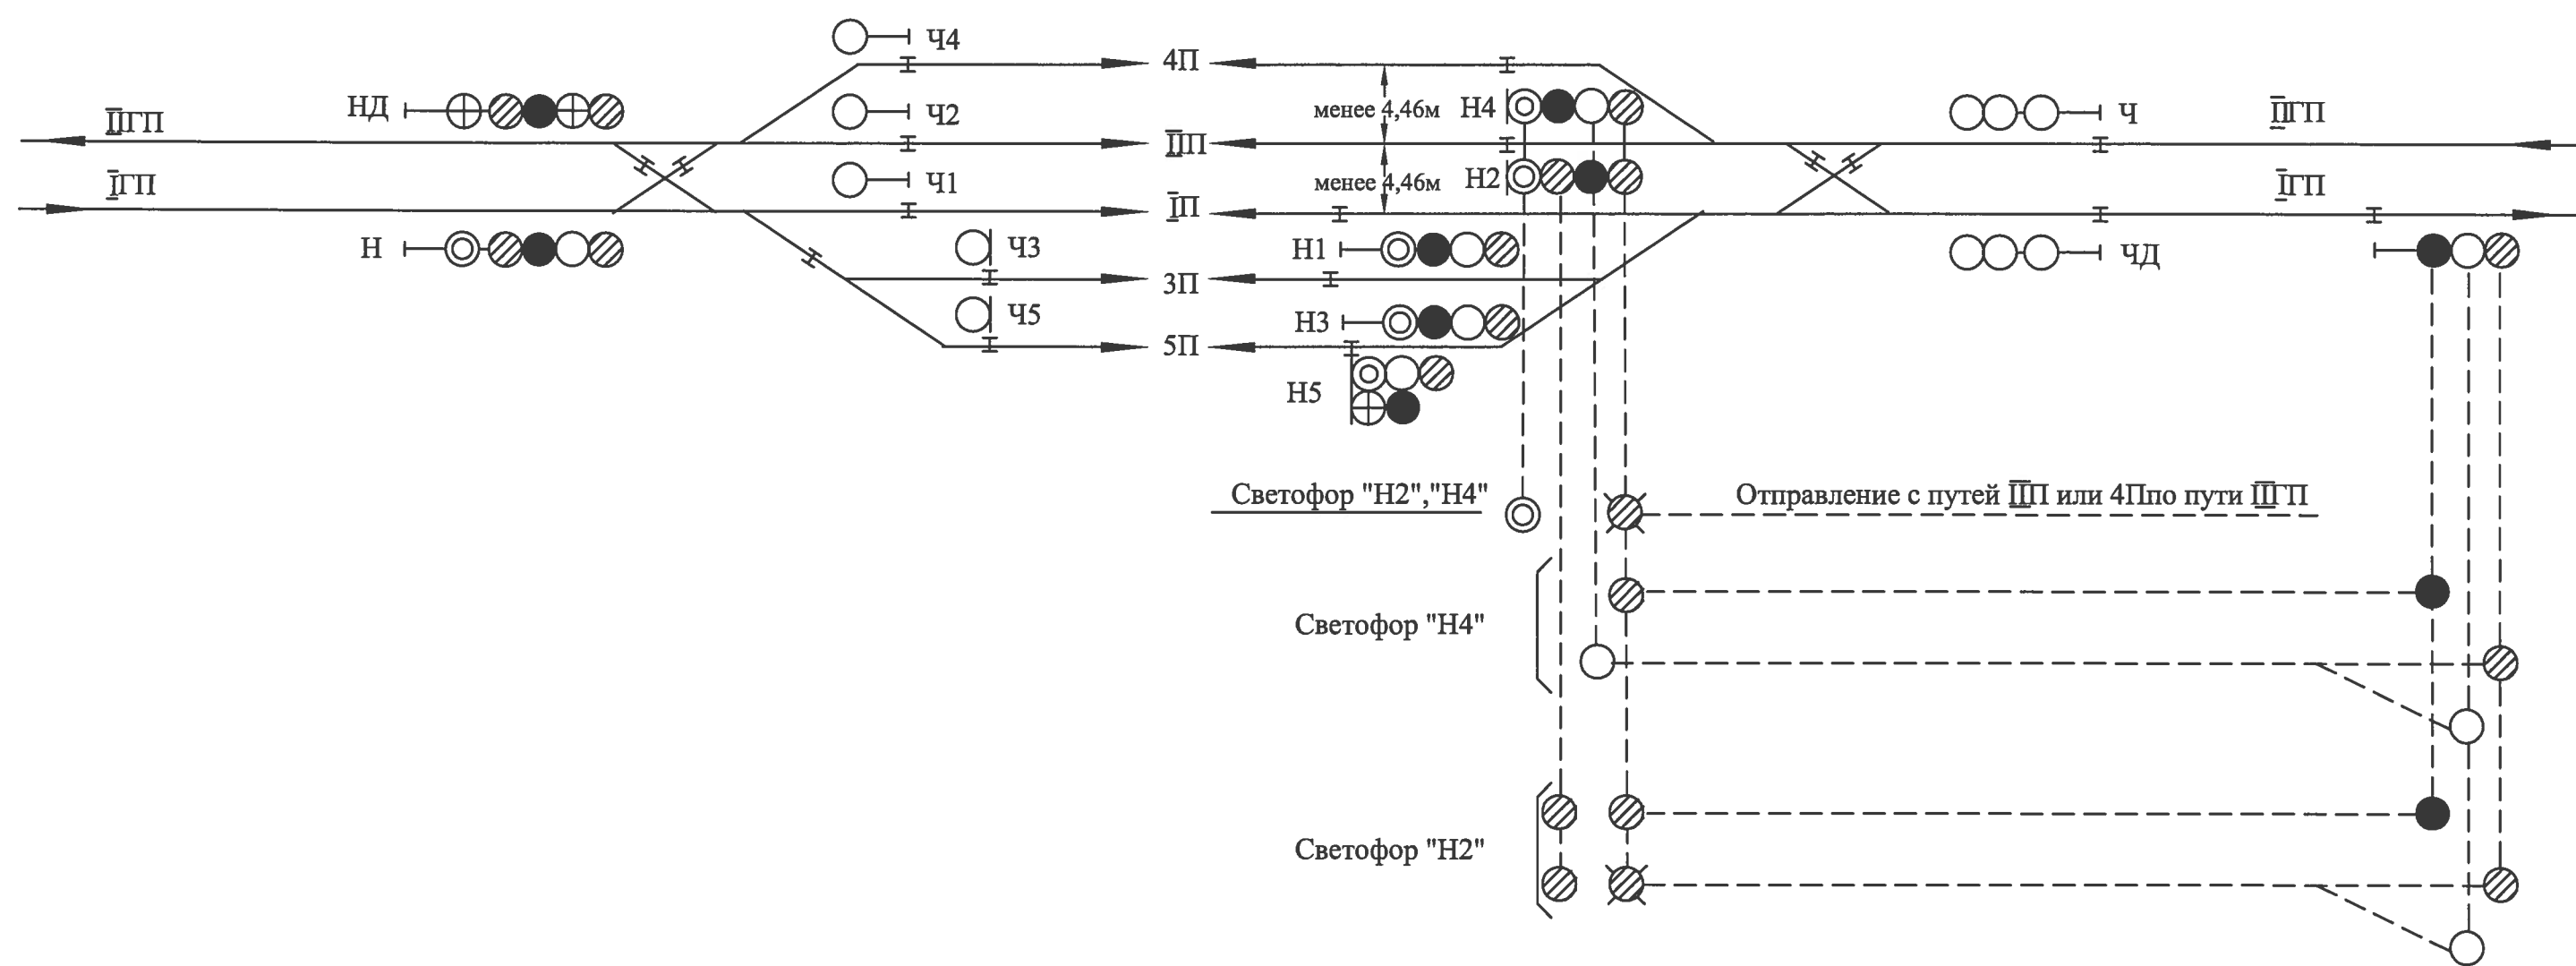 Ч4
4П
НД
менее 4,46м
Н4
Ч2
Ч
IIГП
IIГП
IIП
IГП
Ч1
менее 4,46м
Н2
IГП
IП
Н
Ч3
Н1
ЧД
3П
Ч5
Н3
5П
Н5
Светофор "Н2","Н4"
Отправление с путей IIП или 4Ппо пути IIГП
Светофор "Н4"
Светофор "Н2"